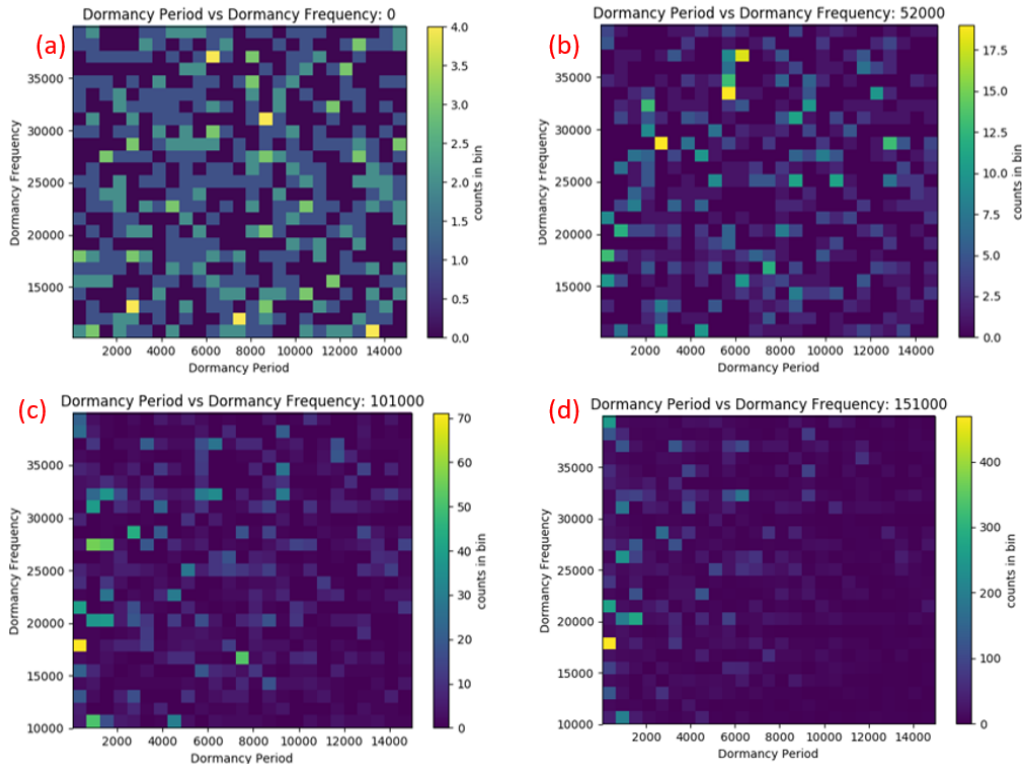 Dormancy Period vs Dormancy Frequency: 0
(a)
35000
30000
25000
20000
15000
Dormancy Frequency
2000 4000 6000 8000 10000 12000 14000
Dormancy Period
4.0
3.5
3.0
2.5
2.0
1.5
1.0
0.5
0.0
counts in bin
Dormancy Period vs Dormancy Frequency: 52000
(b)
35000
30000
25000
20000
15000
Dormancy Frequency
2000 4000 6000 8000 10000 12000 14000
Dormancy Period
17.5
15.0
12.5
10.0
7.5
5.0
2.5
0.0
counts in bin
Dormancy Period vs Dormancy Frequency: 101000
(c)
35000
30000
25000
20000
15000
10000
Dormancy Frequency
2000 4000 6000 8000 10000 12000 14000
Dormancy Period
70
60
50
40
30
20
10
0
counts in bin
Dormancy Period vs Dormancy Frequency: 151000
(d)
35000
30000
25000
20000
15000
10000
Dormancy Frequency
2000 4000 6000 8000 10000 12000 14000
Dormancy Period
400
300
200
100
0
counts in bin